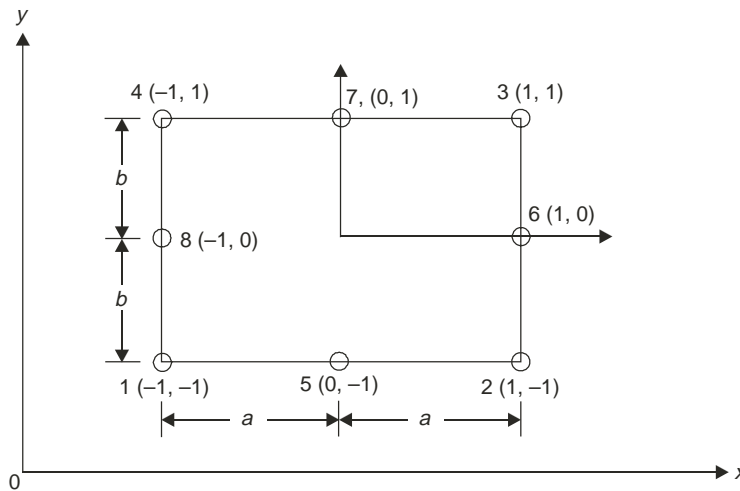 y
4 (–1, 1)
7, (0, 1)
3 (1, 1)
b
6 (1, 0)
8 (–1, 0)
b
1 (–1, –1)
5 (0, –1)
2 (1, –1)
a
a
0
x